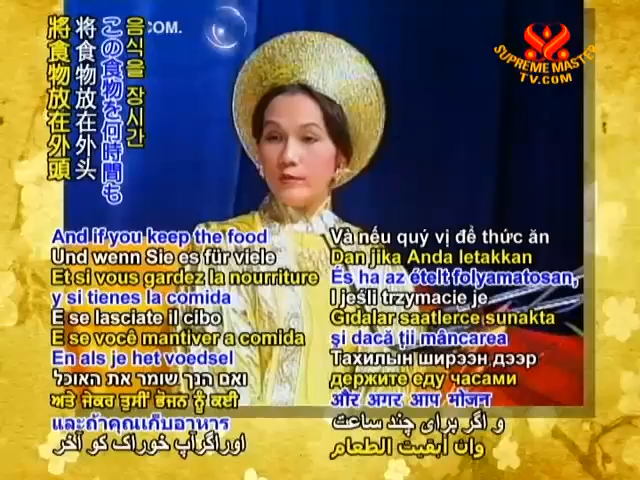 .COM.
SUPREME MASTER
TV.COM
將食物放在外頭
将食物放在外头
この食物を何時間も
음식을 장시간
And if you keep the food
Und wenn Sie es für viele
Et si vous gardez la nourriture
y si tienes la comida
E se lasciate il cibo
E se você mantiver a comida
En als je het voedsel
ואם הנך שומר את האוכל
ਅਤੇ ਜੇਕਰ ਤੁਸੀਂ ਭੋਜਨ ਨੂੰ ਕਈ
และถ้าคุณเก็บอาหาร
اوراگرآپ خوراک کو آخر
Và nếu quý vị để thức ăn
Dan jika Anda letakkan
És ha az ételt folyamatosan,
I jeśli trzymacie je
Gıdalar saatlerce sunakta
şi dacă ţii mâncarea
Тахилын ширээн дээр
держите еду часами
और अगर आप भोजन
و اگر برای چند ساعت
وان أبقيت الطعام